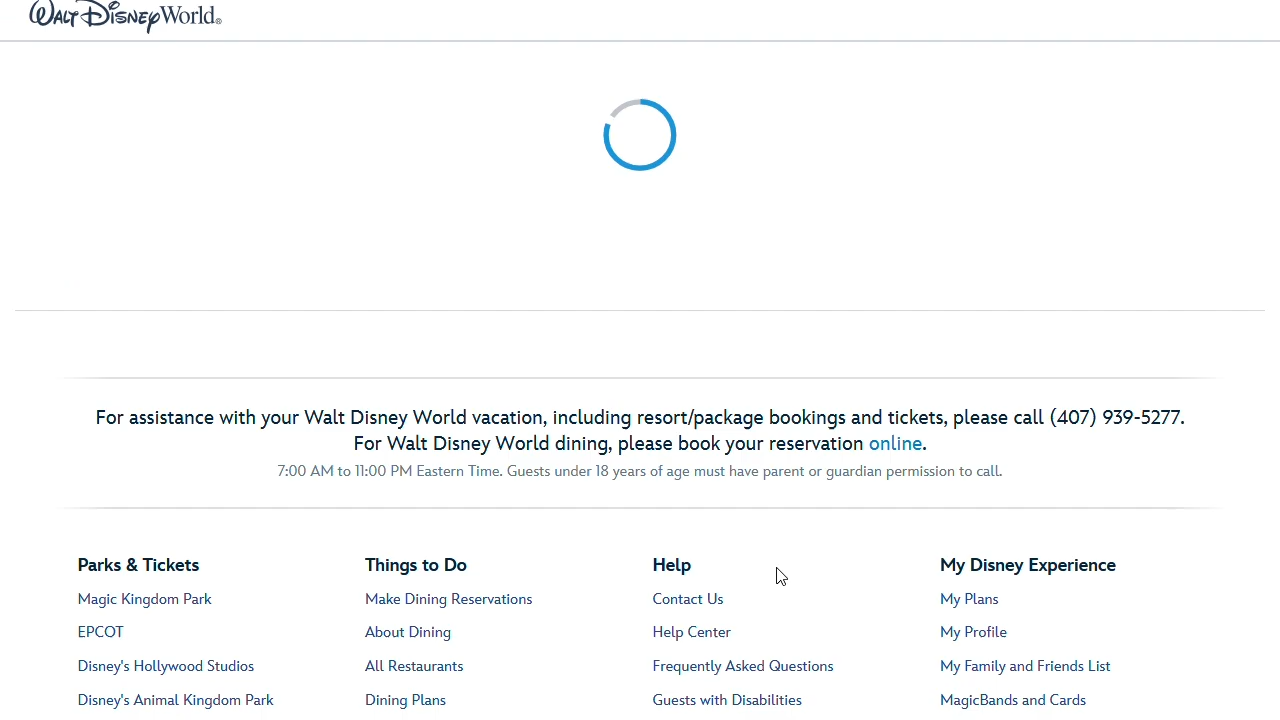 Walt Disney World®
For assistance with your Walt Disney World vacation, including resort/package bookings and tickets, please call (407) 939-5277.
For Walt Disney World dining, please book your reservation online.
7:00 AM to 11:00 PM Eastern Time. Guests under 18 years of age must have parent or guardian permission to call.
Parks & Tickets
Magic Kingdom Park
EPCOT
Disney's Hollywood Studios
Disney's Animal Kingdom Park
Things to Do
Make Dining Reservations
About Dining
All Restaurants
Dining Plans
Help
Contact Us
Help Center
Frequently Asked Questions
Guests with Disabilities
My Disney Experience
My Plans
My Profile
My Family and Friends List
MagicBands and Cards